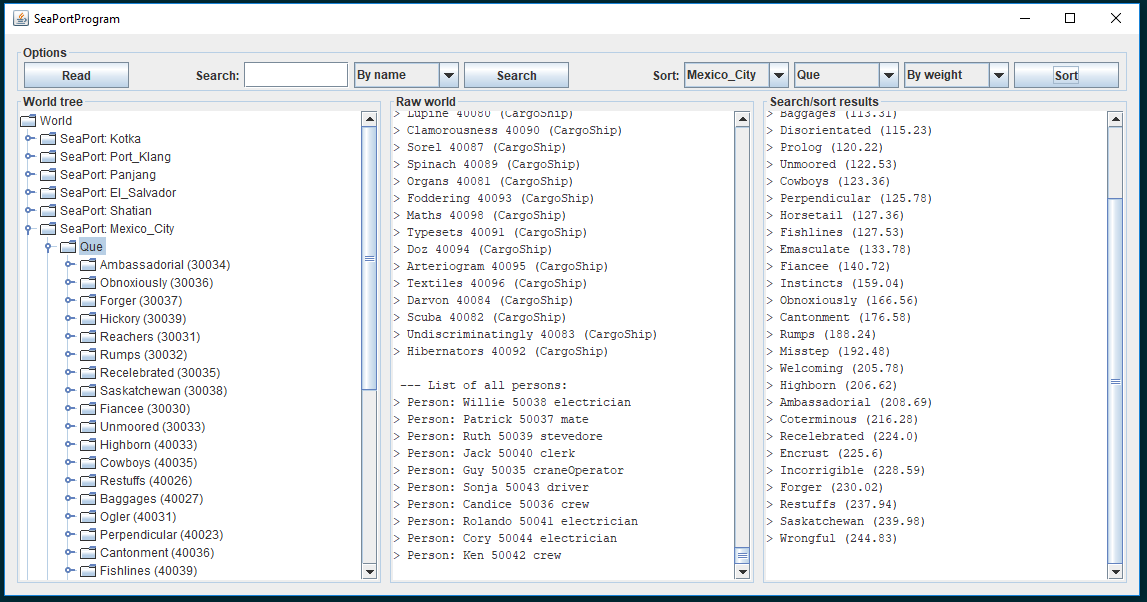 SeaPortProgram
Options
Read Search: By name Search Sort: Mexico_City Que By weight Sort
World tree
World
SeaPort: Kotka
SeaPort: Port_Klang
SeaPort: Panjang
SeaPort: El_Salvador
SeaPort: Shatian
SeaPort: Mexico_City
Que
Ambassadorial (30034)
Obnoxiously (30036)
Forger (30037)
Hickory (30039)
Reachers (30031)
Rumps (30032)
Recelebrated (30035)
Saskatchewan (30038)
Fiancee (30030)
Unmoored (30033)
Highborn (40033)
Cowboys (40035)
Restuffs (40026)
Baggages (40027)
Ogler (40031)
Perpendicular (40023)
Cantonment (40036)
Fishlines (40039)
Raw world
> Lupine 40080 (CargoShip)
> Clamorousness 40090 (CargoShip)
> Sorel 40087 (CargoShip)
> Spinach 40089 (CargoShip)
> Organs 40081 (CargoShip)
> Foddering 40093 (CargoShip)
> Maths 40098 (CargoShip)
> Typesets 40091 (CargoShip)
> Doz 40094 (CargoShip)
> Arteriogram 40095 (CargoShip)
> Textiles 40096 (CargoShip)
> Darvon 40084 (CargoShip)
> Scuba 40082 (CargoShip)
> Undiscriminatingly 40083 (CargoShip)
> Hibernators 40092 (CargoShip)
--- List of all persons:
> Person: Willie 50038 electrician
> Person: Patrick 50037 mate
> Person: Ruth 50039 stevedore
> Person: Jack 50040 clerk
> Person: Guy 50035 craneOperator
> Person: Sonja 50043 driver
> Person: Candice 50036 crew
> Person: Rolando 50041 electrician
> Person: Cory 50044 electrician
> Person: Ken 50042 crew
Search/sort results
> Baggages (113.31)
> Disorientated (115.23)
> Prolog (120.22)
> Unmoored (122.53)
> Cowboys (123.36)
> Perpendicular (125.78)
> Horsetail (127.36)
> Fishlines (127.53)
> Emasculate (133.78)
> Fiancee (140.72)
> Instincts (159.04)
> Obnoxiously (166.56)
> Cantonment (176.58)
> Rumps (188.24)
> Misstep (192.48)
> Welcoming (205.78)
> Highborn (206.62)
> Ambassadorial (208.69)
> Coterminous (216.28)
> Recelebrated (224.0)
> Encrust (225.6)
> Incorrigible (228.59)
> Forger (230.02)
> Restuffs (237.94)
> Saskatchewan (239.98)
> Wrongful (244.83)